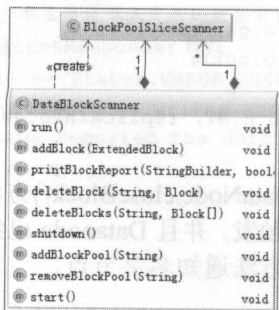 BlockPoolSliceScanner
«create»
1
1
1
1
DataBlockScanner
run() void
addBlock(ExtendedBlock) void
printBlockReport(StringBuilder, bool
deleteBlock(String, Block) void
deleteBlocks(String, Block[]) void
shutdown() void
addBlockPool(String) void
removeBlockPool(String) void
start() void